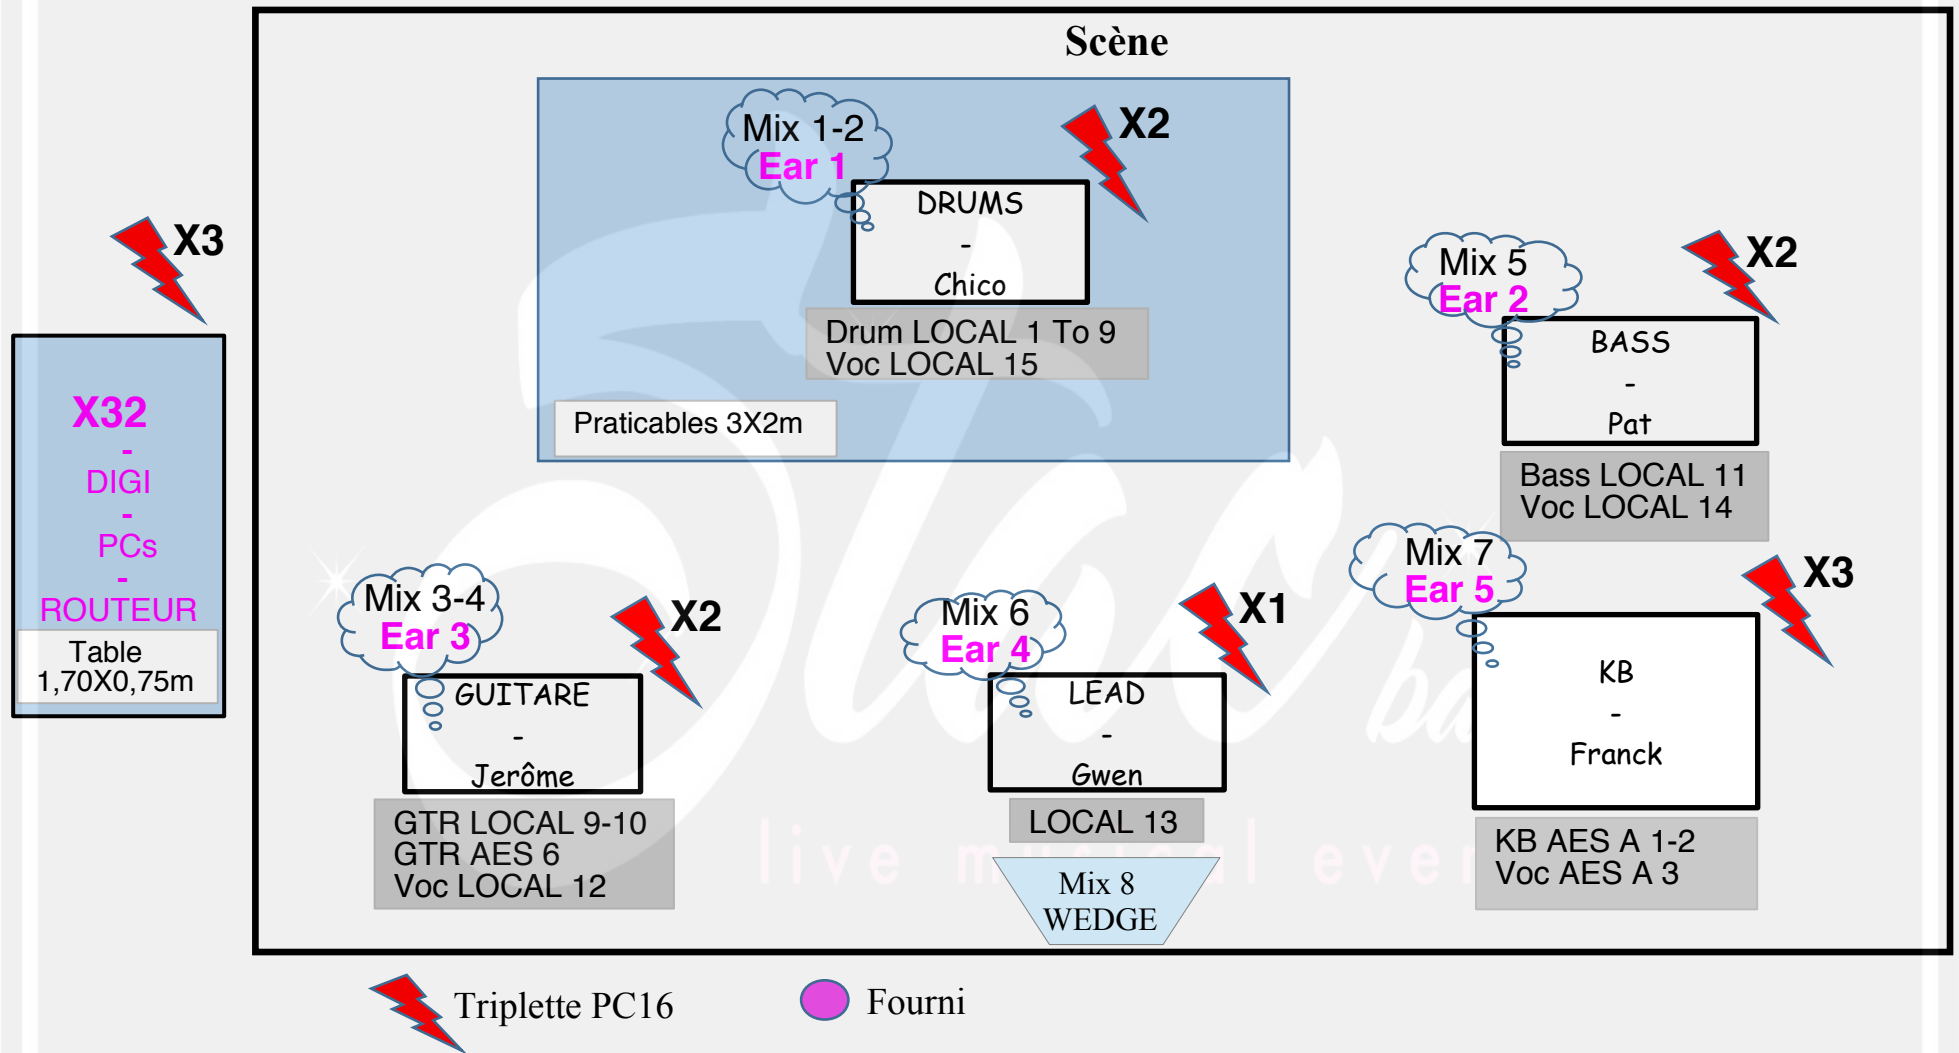 Scène
Mix 1-2
Ear 1
X2
DRUMS
-
Chico
Drum LOCAL 1 To 9
Voc LOCAL 15
Praticables 3X2m
X3
X32
-
DIGI
-
PCs
-
ROUTEUR
Table
1,70X0,75m
Mix 5
Ear 2
X2
BASS
-
Pat
Bass LOCAL 11
Voc LOCAL 14
Mix 3-4
Ear 3
X2
GUITARE
-
Jerôme
GTR LOCAL 9-10
GTR AES 6
Voc LOCAL 12
Mix 6
Ear 4
X1
LEAD
-
Gwen
LOCAL 13
Mix 8
WEDGE
Mix 7
Ear 5
X3
KB
-
Franck
KB AES A 1-2
Voc AES A 3
live musical even
Triplette PC16
Fourni